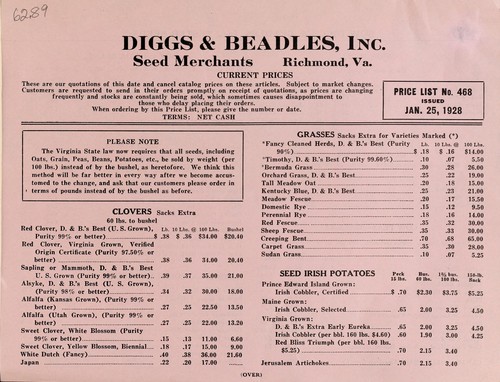 6289
DIGGS & BEADLES, INC.
Seed Merchants Richmond, Va.
CURRENT PRICES
These are our quotations of this date and cancel catalog prices on these articles. Subject to market changes.
Customers are requested to send in their orders promptly on receipt of quotations, as prices are changing
frequently and stocks are constantly being sold, which sometimes causes disappointment to
those who delay placing their orders.
When ordering by this Price List, please give the number or date.
TERMS: NET CASH
PRICE LIST No. 468
ISSUED
JAN. 25, 1928
PLEASE NOTE
The Virginia State law now requires that all seeds, including
Oats, Grain, Peas, Beans, Potatoes, etc., be sold by weight (per
100 lbs.) instead of by the bushel, as heretofore. We think this
method will be far better in every way after we become accus-
tomed to the change, and ask that our customers please order in
terms of pounds instead of by the bushel as before.
CLOVERS Sacks Extra
60 lbs. to bushel
Lb. 10 Lbs. @ 100 Lbs. Bushel
Red Clover, D. & B.'s Best (U. S. Grown),
Purity 99% or better) $ .38 $ .36 $34.00 $20.40
Red Clover, Virginia Grown, Verified
Origin Certificate (Purity 97.50% or
better) .38 .36 34.00 20.40
Sapling or Mammoth, D. & B.'s Best
U. S. Grown (Purity 99% or better) .39 .37 35.00 21.00
Alsyke, D. & B.'s Best (U. S. Grown),
(Purity 98% or better) .34 .32 30.00 18.00
Alfalfa (Kansas Grown), (Purity 99% or
better) .27 .25 22.50 13.50
Alfalfa (Utah Grown), (Purity 99% or
better) .27 .25 22.00 13.20
Sweet Clover, White Blossom (Purity
99% or better) .15 .13 11.00 6.60
Sweet Clover, Yellow Blossom, Biennial .18 .17 15.00 9.00
White Dutch (Fancy) .40 .38 36.00 21.60
Japan .22 .20 17.00
GRASSES Sacks Extra for Varieties Marked (*)
Lb. 10 Lbs. @ 100 Lbs.
*Fancy Cleaned Herds, D. & B.'s Best (Purity
90%) $ .18 $ .16 $14.00
*Timothy, D. & B.'s Best (Purity 99.60%) .10 .07 5.50
*Bermuda Grass .30 .28 26.00
Orchard Grass, D. & B.'s Best .25 .22 19.00
Tall Meadow Oat .20 .18 15.00
Kentucky Blue, D. & B.'s Best .25 .23 21.00
Meadow Fescue .20 .17 15.50
Domestic Rye .15 .12 9.50
Perennial Rye .18 .16 14.00
Red Fescue .35 .32 30.00
Sheep Fescue .35 .33 30.00
Creeping Bent .70 .68 65.00
Carpet Grass .35 .30 28.00
Sudan Grass .10 .07 5.25
SEED IRISH POTATOES
Peck Bus. 1⅝ bus. 110-lb.
15 lbs. 60 lbs. 100 lbs. Sack
Prince Edward Island Grown:
Irish Cobbler, Certified $ .70 $2.30 $3.75 $5.25
Maine Grown:
Irish Cobbler, Selected .65 2.00 3.25 4.50
Virginia Grown:
D. & B.'s Extra Early Eureka .65 2.00 3.25 4.50
Irish Cobbler (per bbl. 160 lbs. $4.60) .60 1.90 3.00 4.25
Red Bliss Triumph (per bbl. 160 lbs.
$5.25) .70 2.15 3.40
Jerusalem Artichokes .70 2.15 3.40
(OVER)